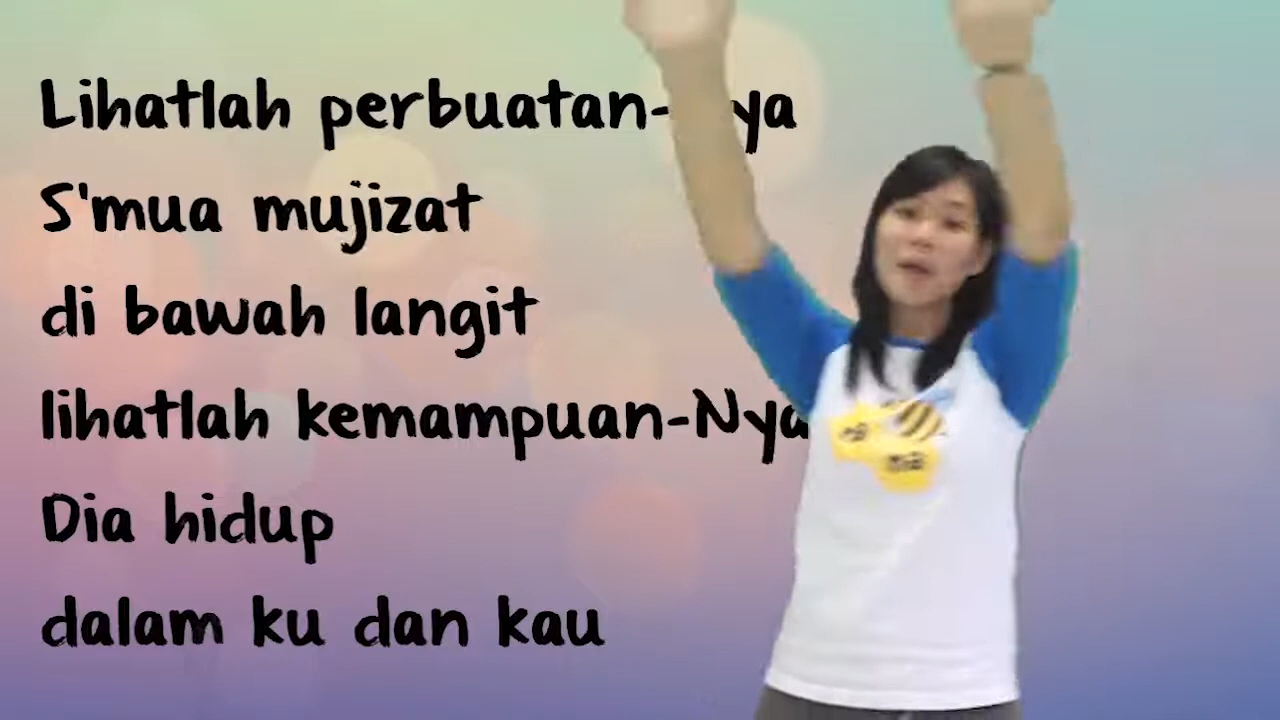 Lihatlah perbuatan-Nya
S'mua mujizat
di bawah langit
lihatlah kemampuan-Nya
Dia hidup
dalam ku dan kau